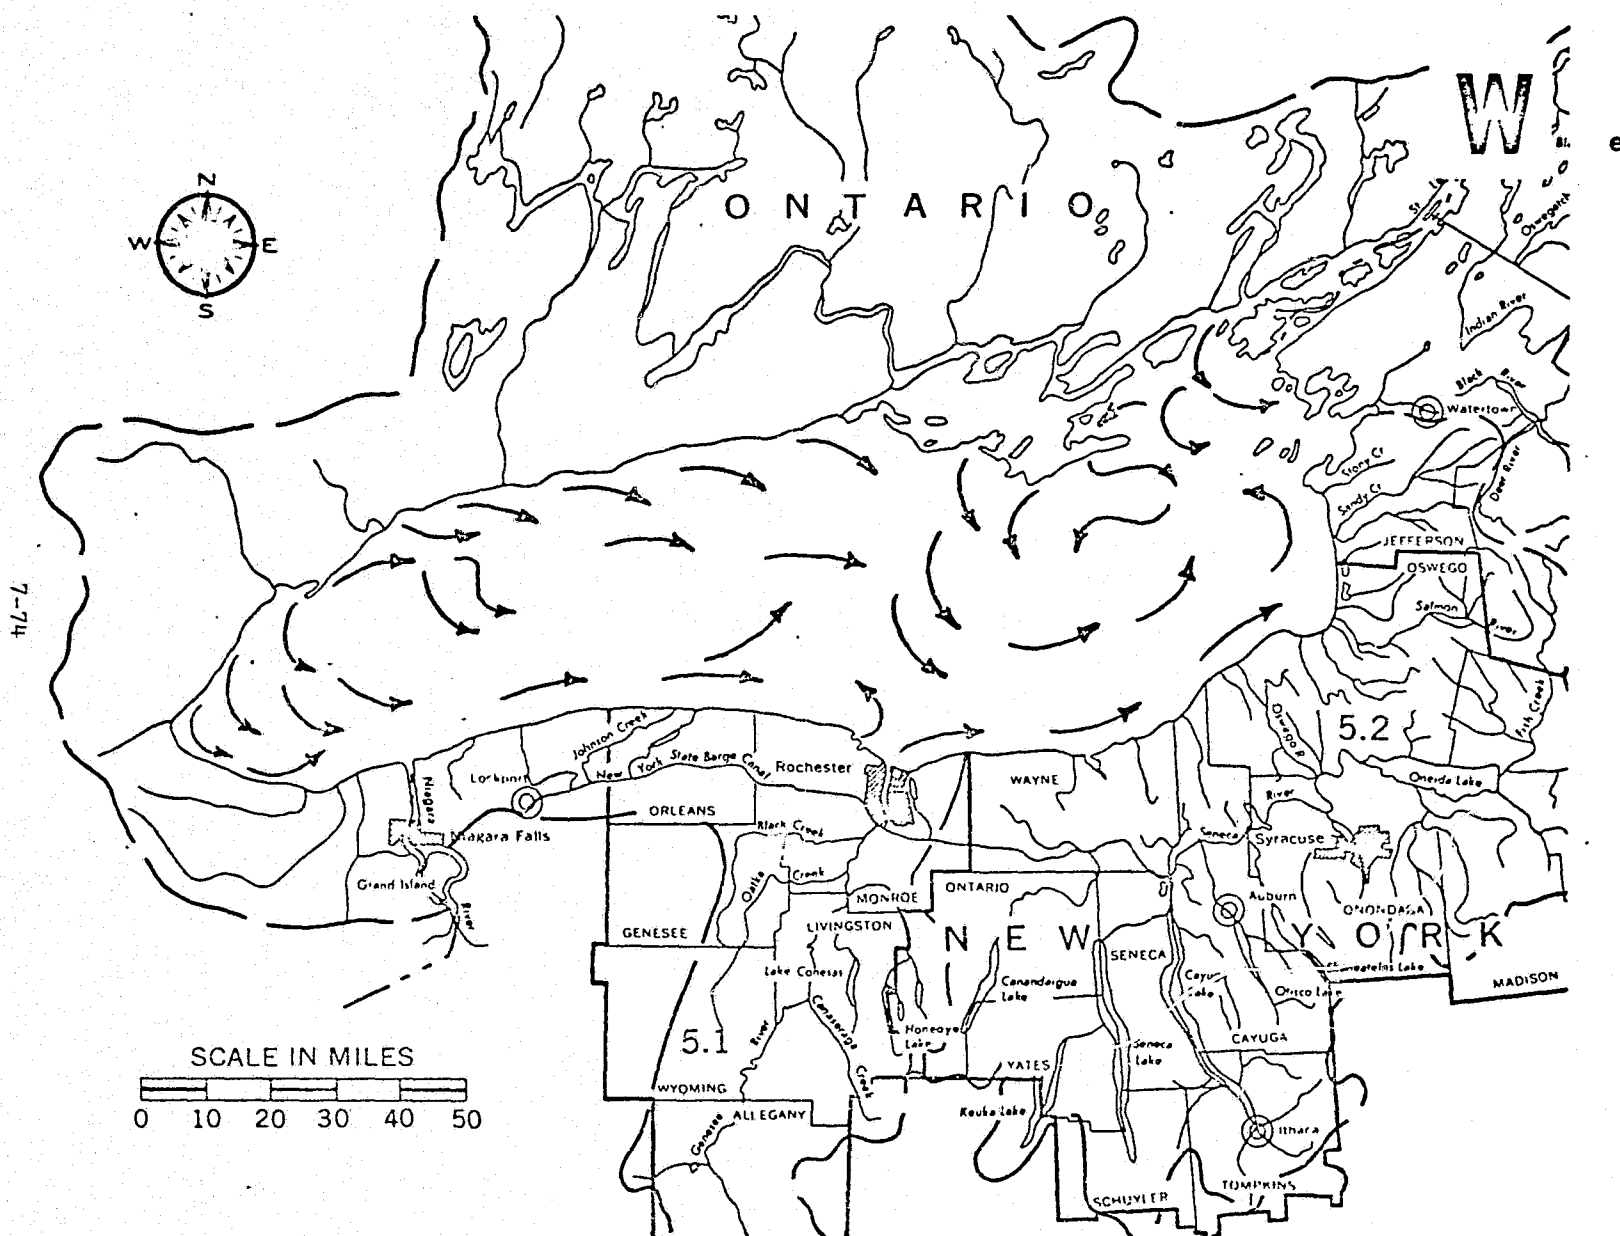 W
e
N
W E
S
ONTARIO
St.
Oswegatch
Indian River
Black River
Watertown
Stony Cr
Sandy Cr
Deer River
JEFFERSON
OSWEGO
Salmon River
7-74
Fish Creek
Oswego R
5.2
Johnson Creek
New York State Barge Canal
Rochester
Lockport
Niagara
WAYNE
Oneida Lake
River
ORLEANS
Niagara Falls
Black Creek
Seneca
Syracuse
Grand Island
Oatka Creek
MONROE
ONTARIO
Auburn
ONONDAGA
River
GENESEE
LIVINGSTON
NEW YORK
SENECA
Lake Conesus
Canandaigua
Lake
Otisco Lake
MADISON
Canaseraga
Creek
Honeoye
Lake
5.1
River
Seneca
Lake
CAYUGA
SCALE IN MILES
YATES
WYOMING
0 10 20 30 40 50
ALLEGANY
Keuka Lake
Genesee
Ithaca
TOMPKINS
SCHUYLER